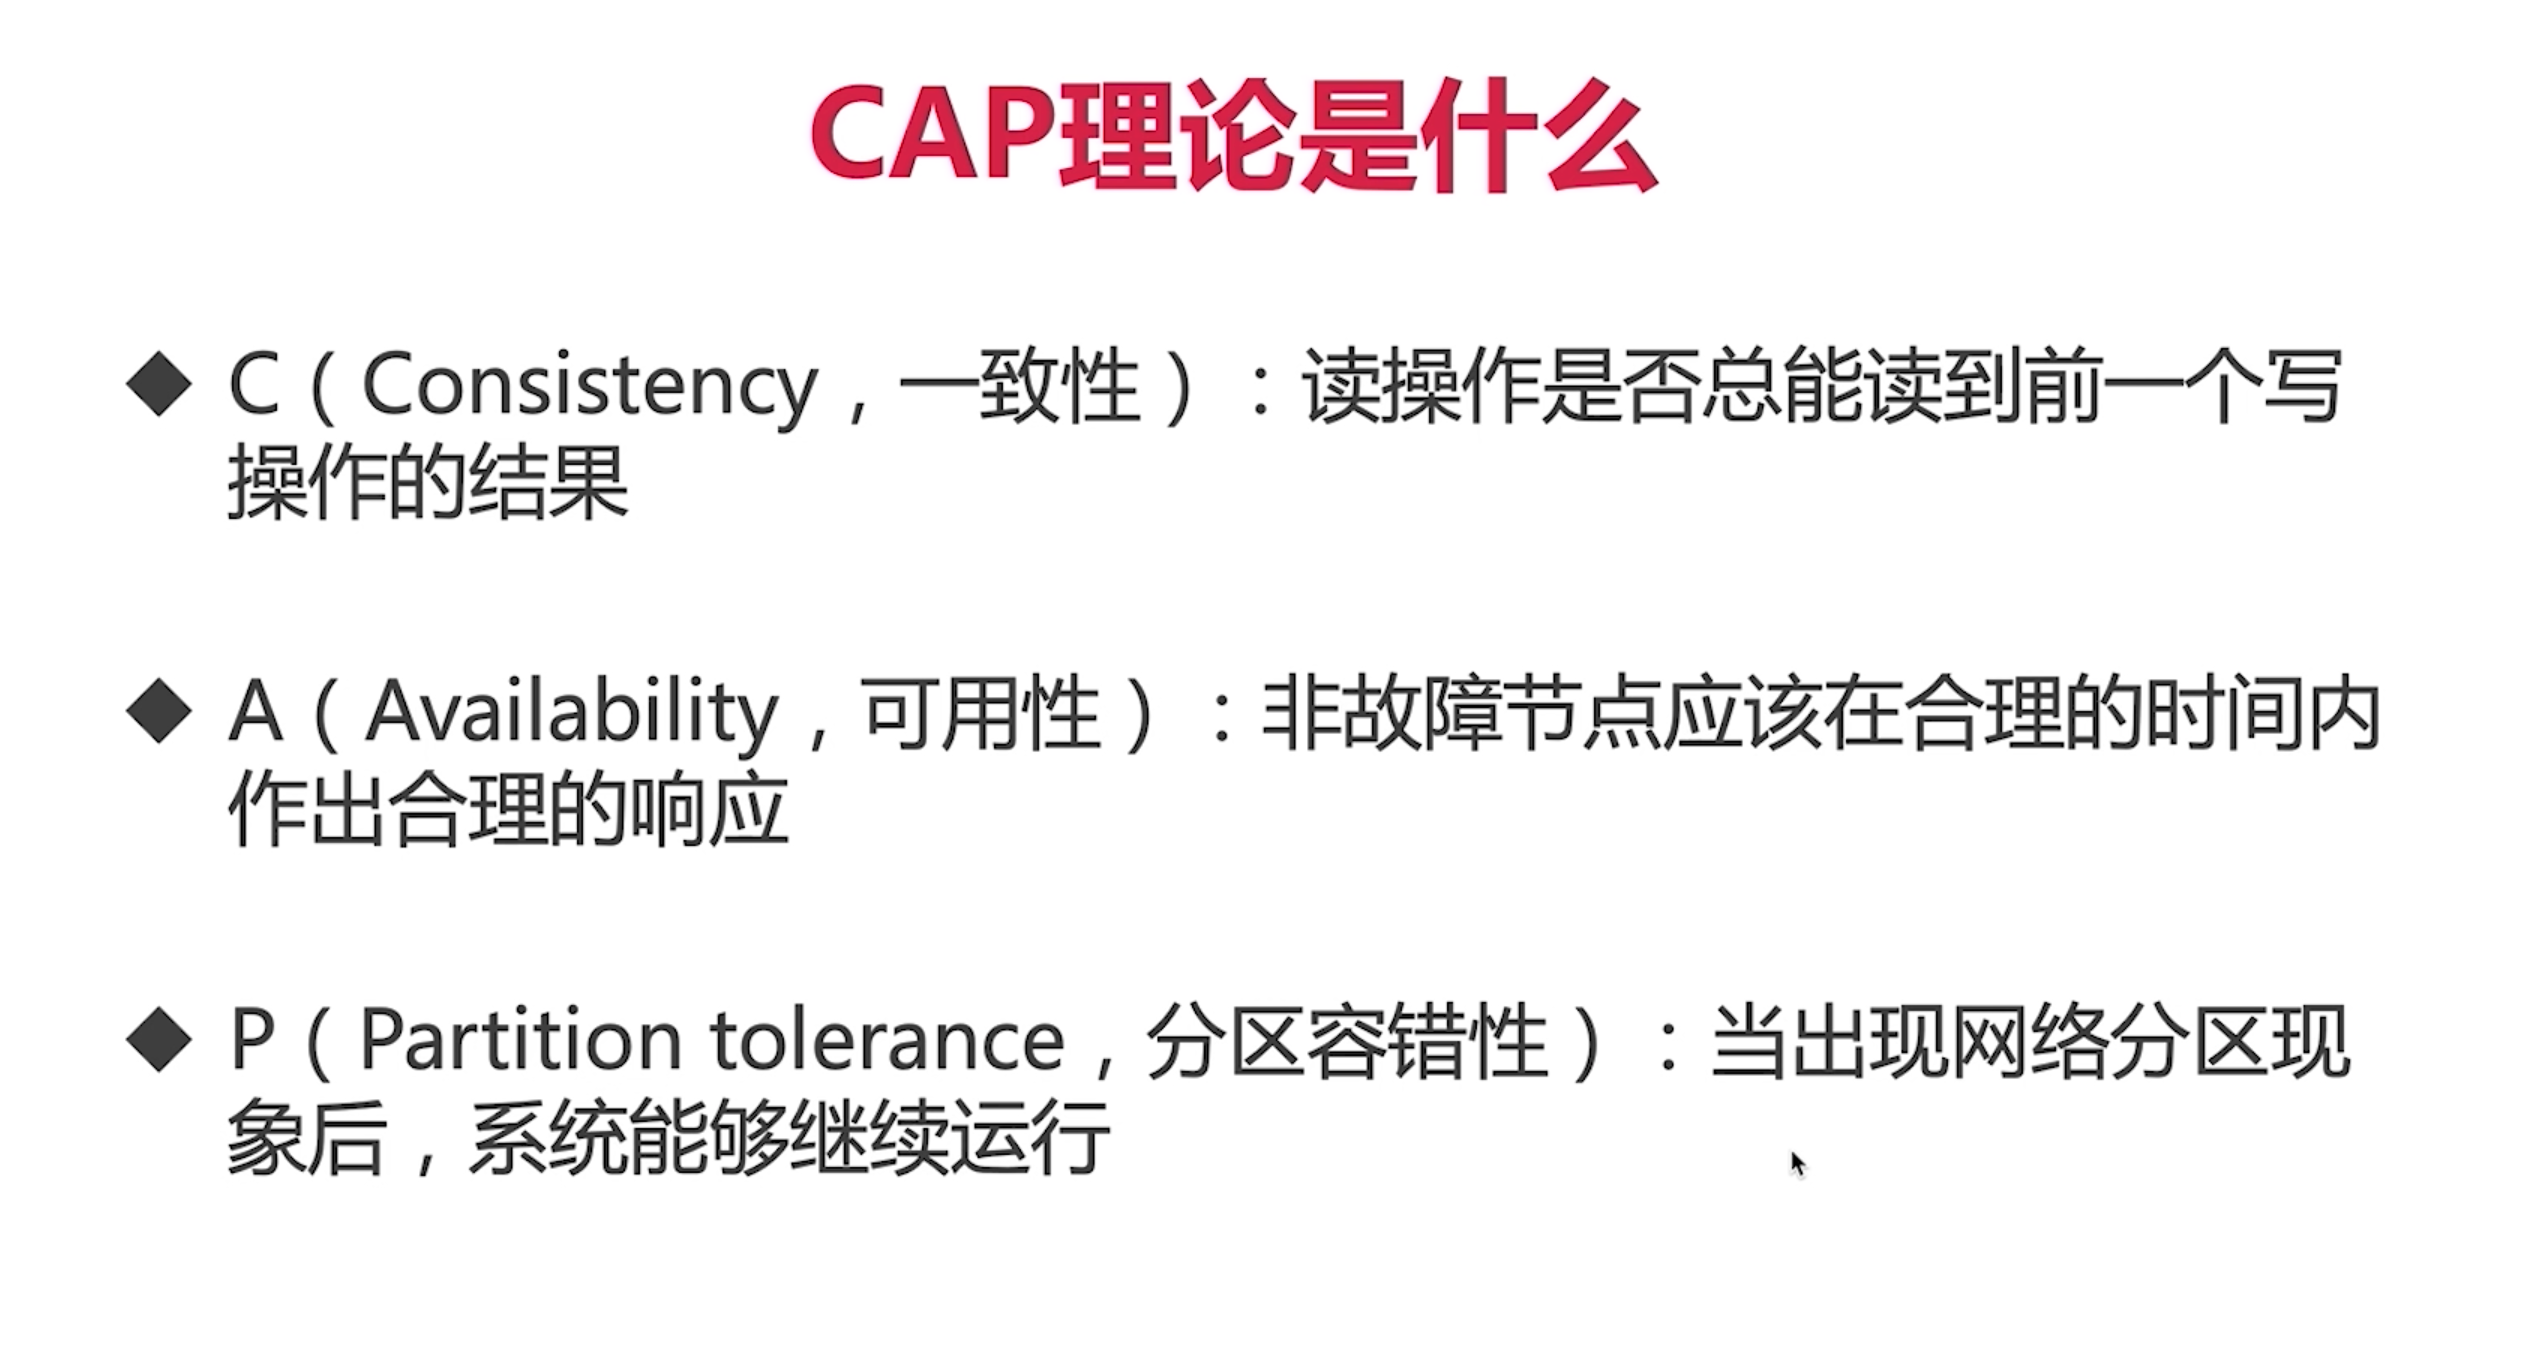 CAP理论是什么
◆ C（Consistency，一致性）：读操作是否总能读到前一个写
操作的结果
◆ A（Availability，可用性）：非故障节点应该在合理的时间内
作出合理的响应
◆ P（Partition tolerance，分区容错性）：当出现网络分区现
象后，系统能够继续运行